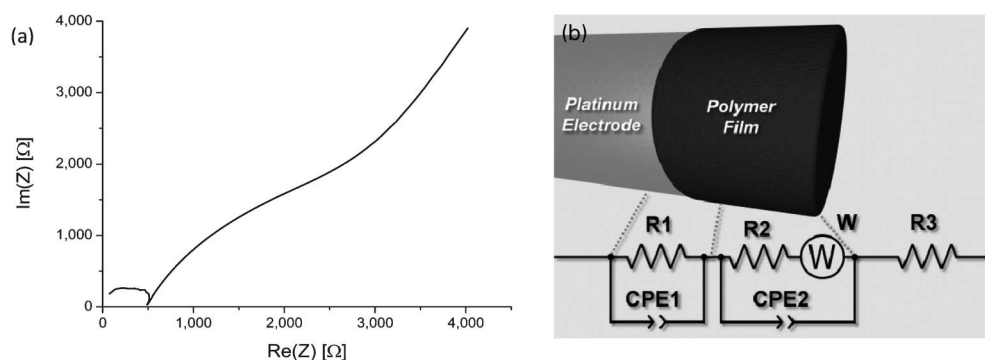 (a)
4,000
3,000
2,000
1,000
0
Im(Z) [Ω]
0 1,000 2,000 3,000 4,000
Re(Z) [Ω]
(b)
Platinum
Electrode
Polymer
Film
R1 R2 W R3
W
CPE1 CPE2